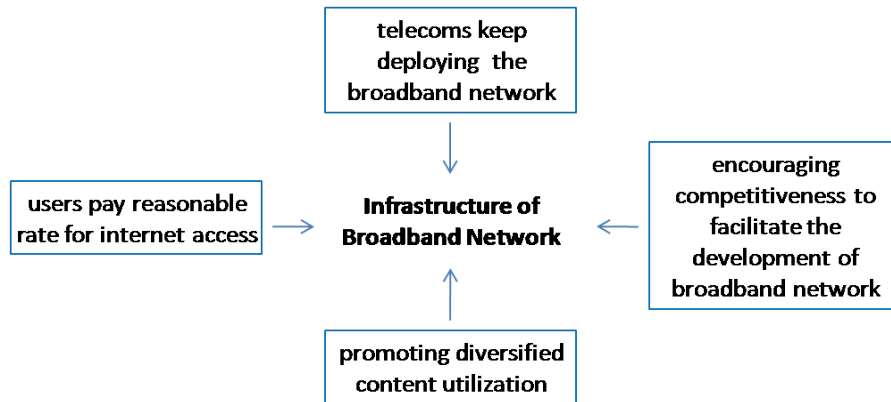 telecoms keep
deploying the
broadband network
users pay reasonable
rate for internet access
Infrastructure of
Broadband Network
encouraging
competitiveness to
facilitate the
development of
broadband network
promoting diversified
content utilization